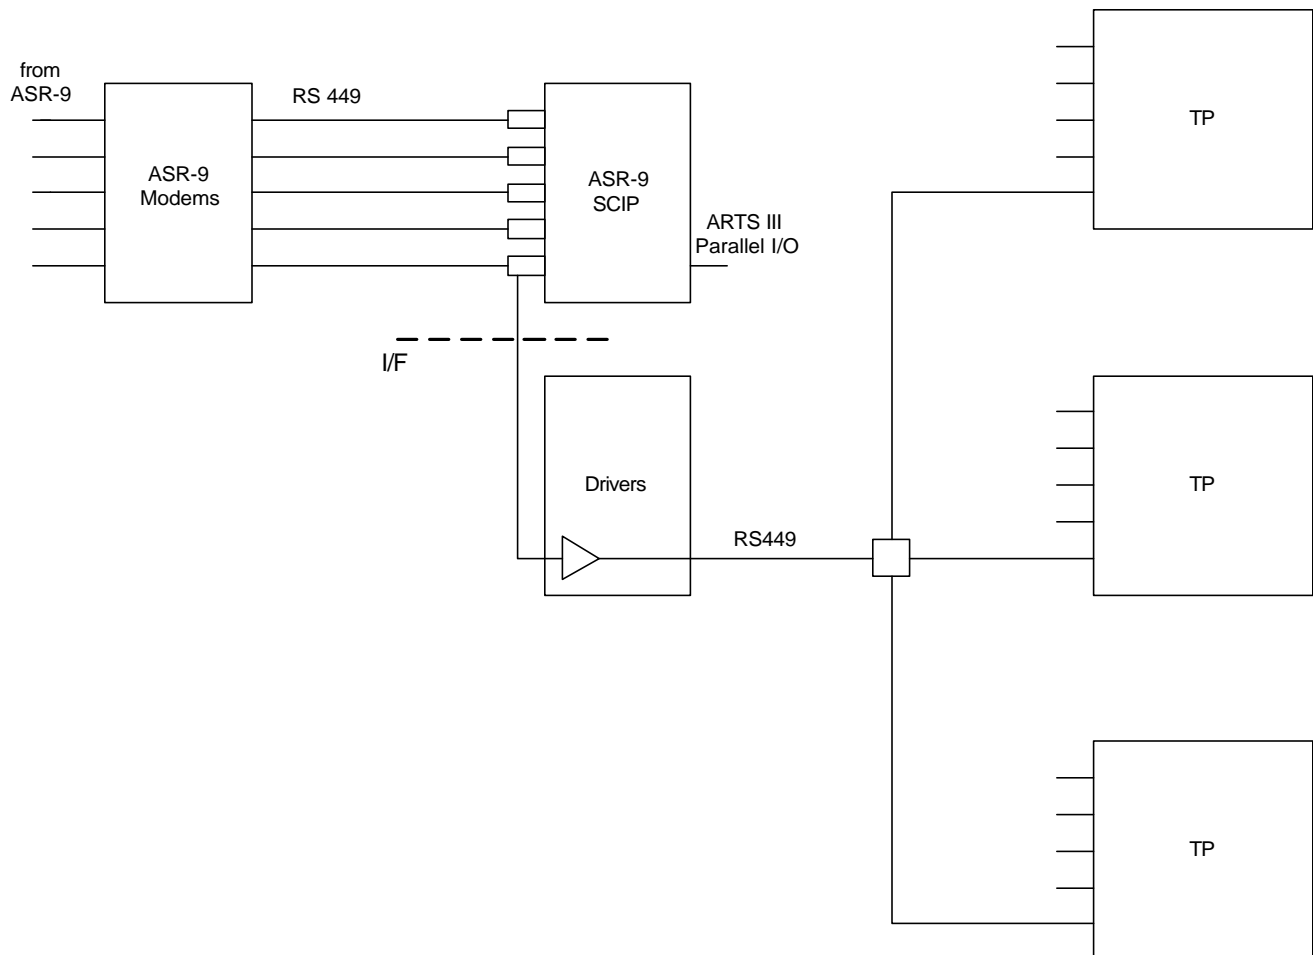 from
ASR-9
RS 449
ASR-9
Modems
ASR-9
SCIP
ARTS III
Parallel I/O
TP
I/F
Drivers
RS449
TP
TP